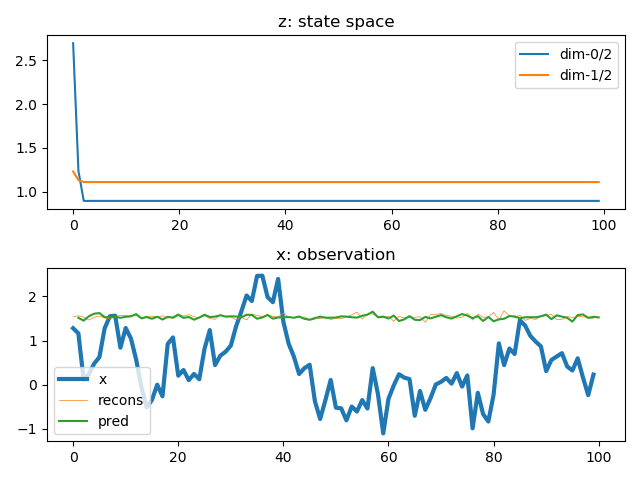 z: state space
2.5
2.0
1.5
1.0
dim-0/2
dim-1/2
0 20 40 60 80 100
x: observation
2
1
0
−1
x
recons
pred
0 20 40 60 80 100